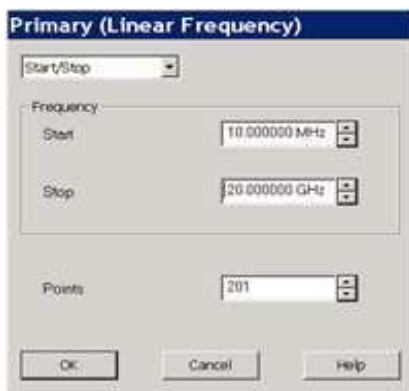 Primary (Linear Frequency)
Start/Stop
Frequency
Start 10.000000 MHz
Stop 20.000000 GHz
Points 201
OK Cancel Help